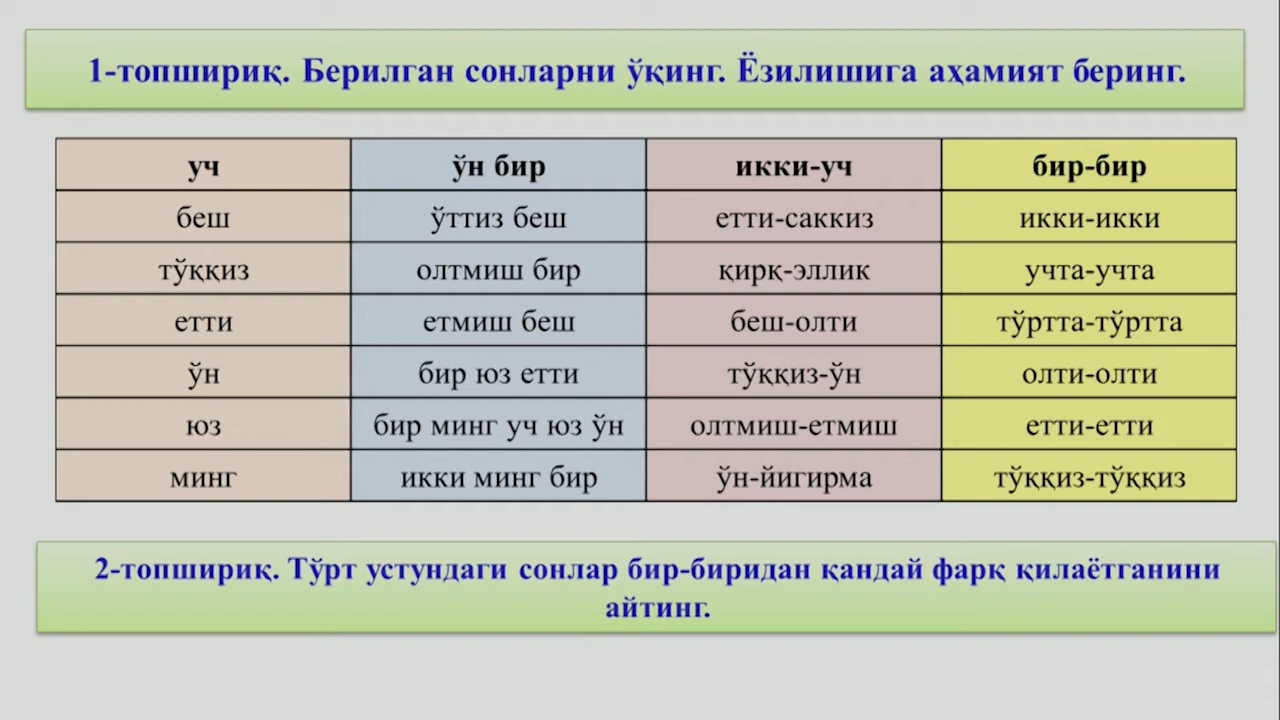 1-топшириқ. Берилган сонларни ўқинг. Ёзилишига аҳамият беринг.
уч ўн бир икки-уч бир-бир
беш ўттиз беш етти-саккиз икки-икки
тўққиз олтмиш бир қирқ-эллик учта-учта
етти етмиш беш беш-олти тўртта-тўртта
ўн бир юз етти тўққиз-ўн олти-олти
юз бир минг уч юз ўн олтмиш-етмиш етти-етти
минг икки минг бир ўн-йигирма тўққиз-тўққиз
2-топшириқ. Тўрт устундаги сонлар бир-биридан қандай фарқ қилаётганини
айтинг.